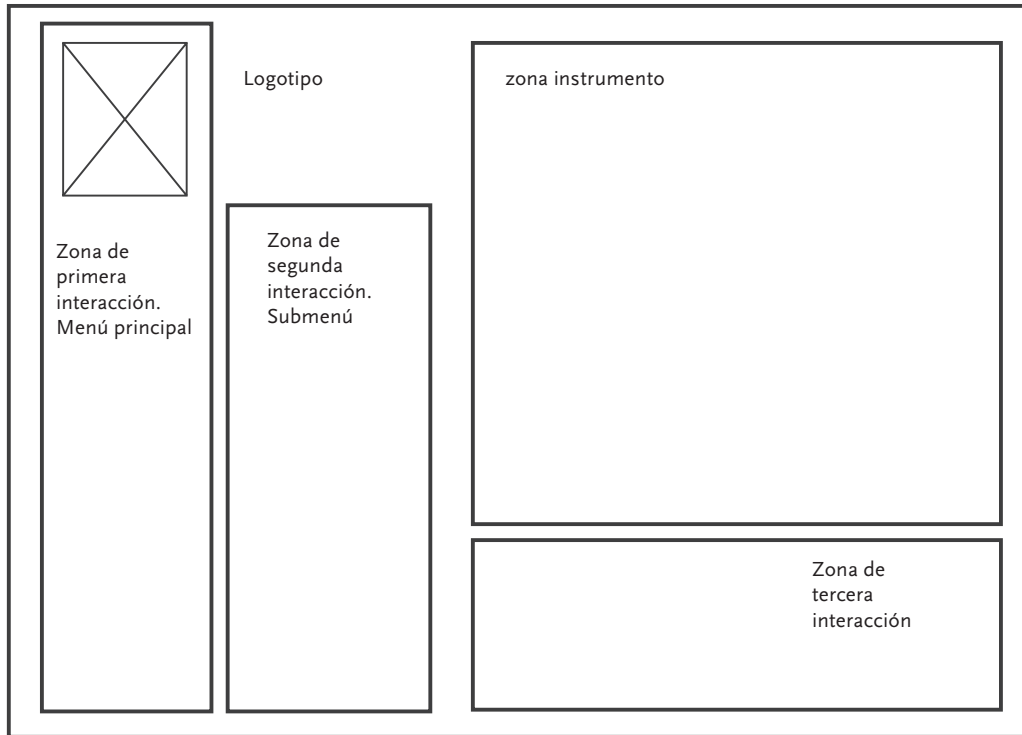 Logotipo
zona instrumento
Zona de
primera
interacción.
Menú principal
Zona de
segunda
interacción.
Submenú
Zona de
tercera
interacción